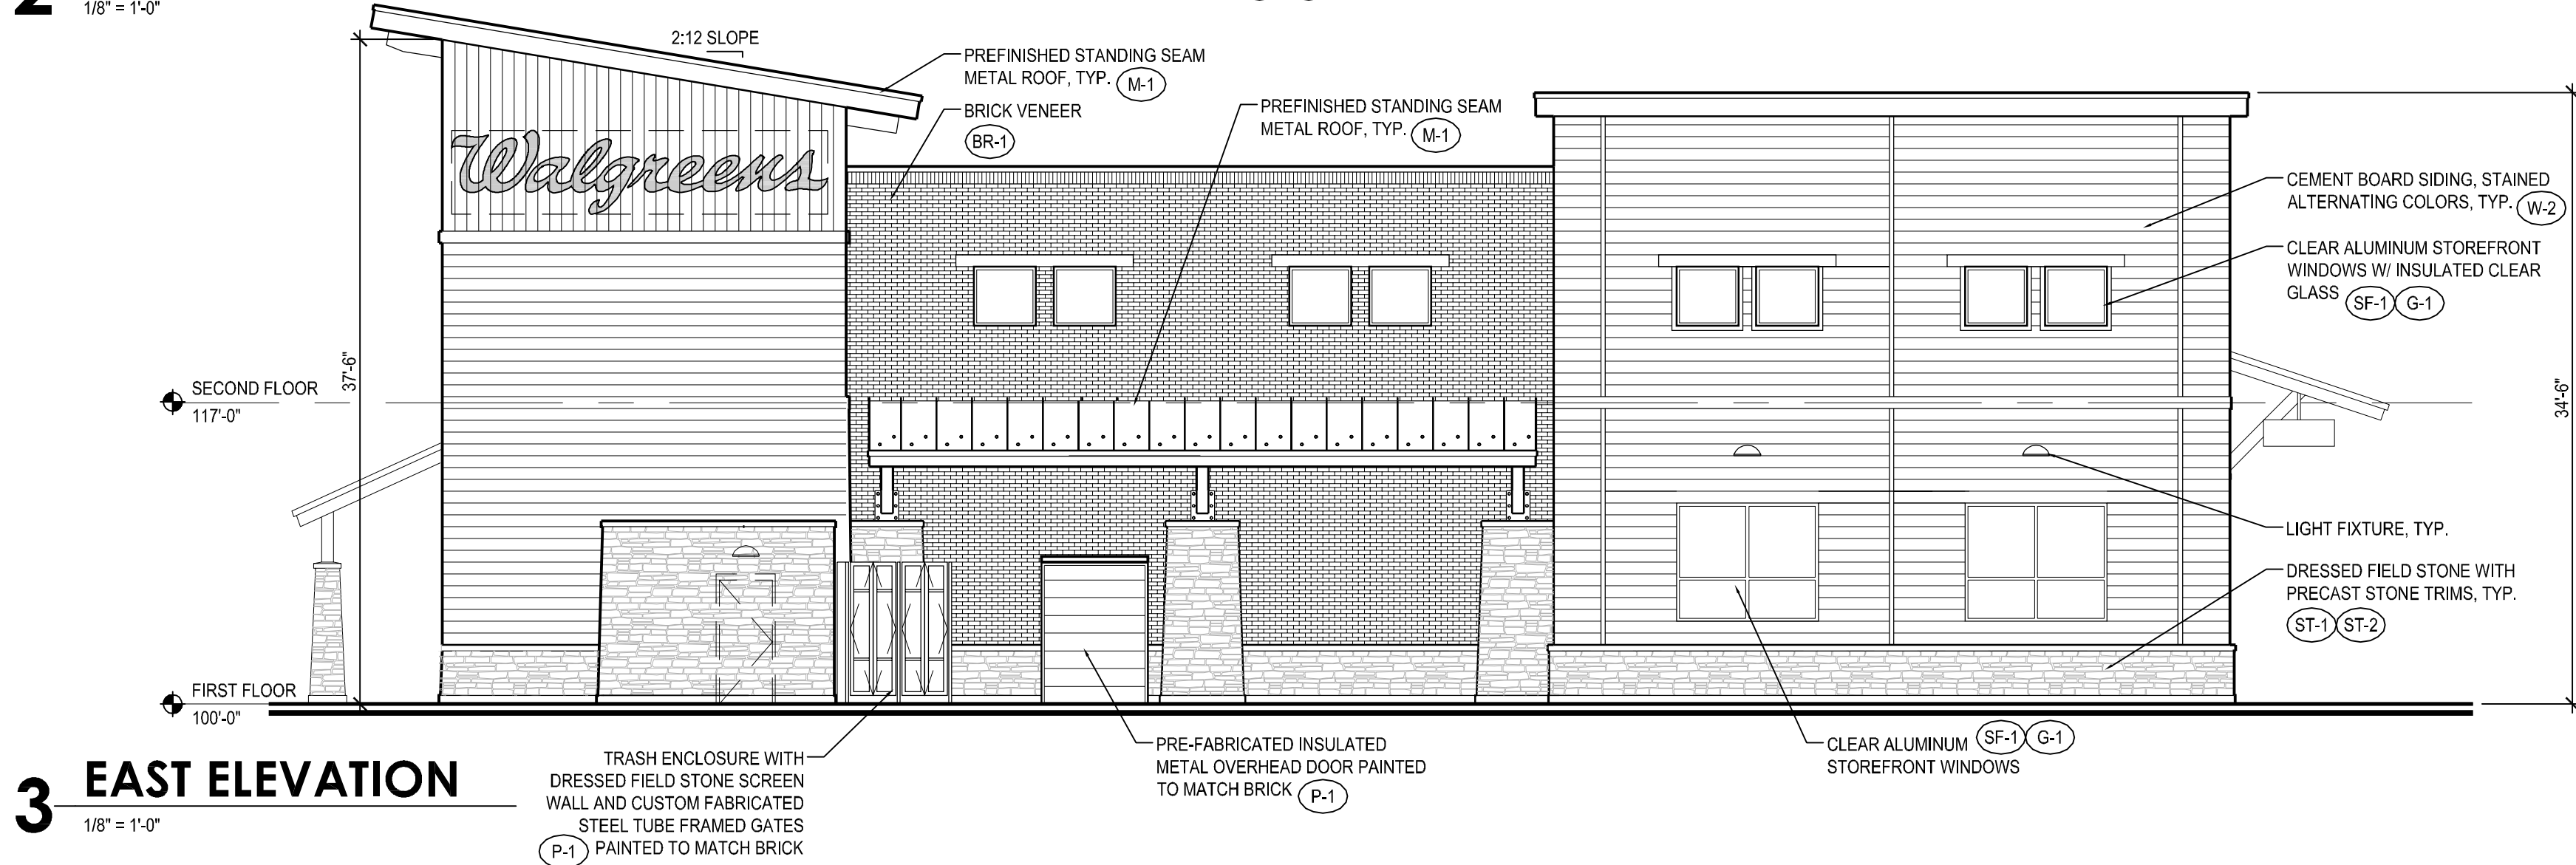 2
1/8" = 1'-0"
2:12 SLOPE
PREFINISHED STANDING SEAM
METAL ROOF, TYP. M-1
BRICK VENEER
BR-1
PREFINISHED STANDING SEAM
METAL ROOF, TYP. M-1
Walgreens
CEMENT BOARD SIDING, STAINED
ALTERNATING COLORS, TYP. W-2
CLEAR ALUMINUM STOREFRONT
WINDOWS W/ INSULATED CLEAR
GLASS SF-1 G-1
37'-6"
34'-6"
SECOND FLOOR
117'-0"
LIGHT FIXTURE, TYP.
DRESSED FIELD STONE WITH
PRECAST STONE TRIMS, TYP.
ST-1 ST-2
FIRST FLOOR
100'-0"
TRASH ENCLOSURE WITH
DRESSED FIELD STONE SCREEN
WALL AND CUSTOM FABRICATED
STEEL TUBE FRAMED GATES
P-1 PAINTED TO MATCH BRICK
PRE-FABRICATED INSULATED
METAL OVERHEAD DOOR PAINTED
TO MATCH BRICK P-1
CLEAR ALUMINUM SF-1 G-1
STOREFRONT WINDOWS
3 EAST ELEVATION
1/8" = 1'-0"